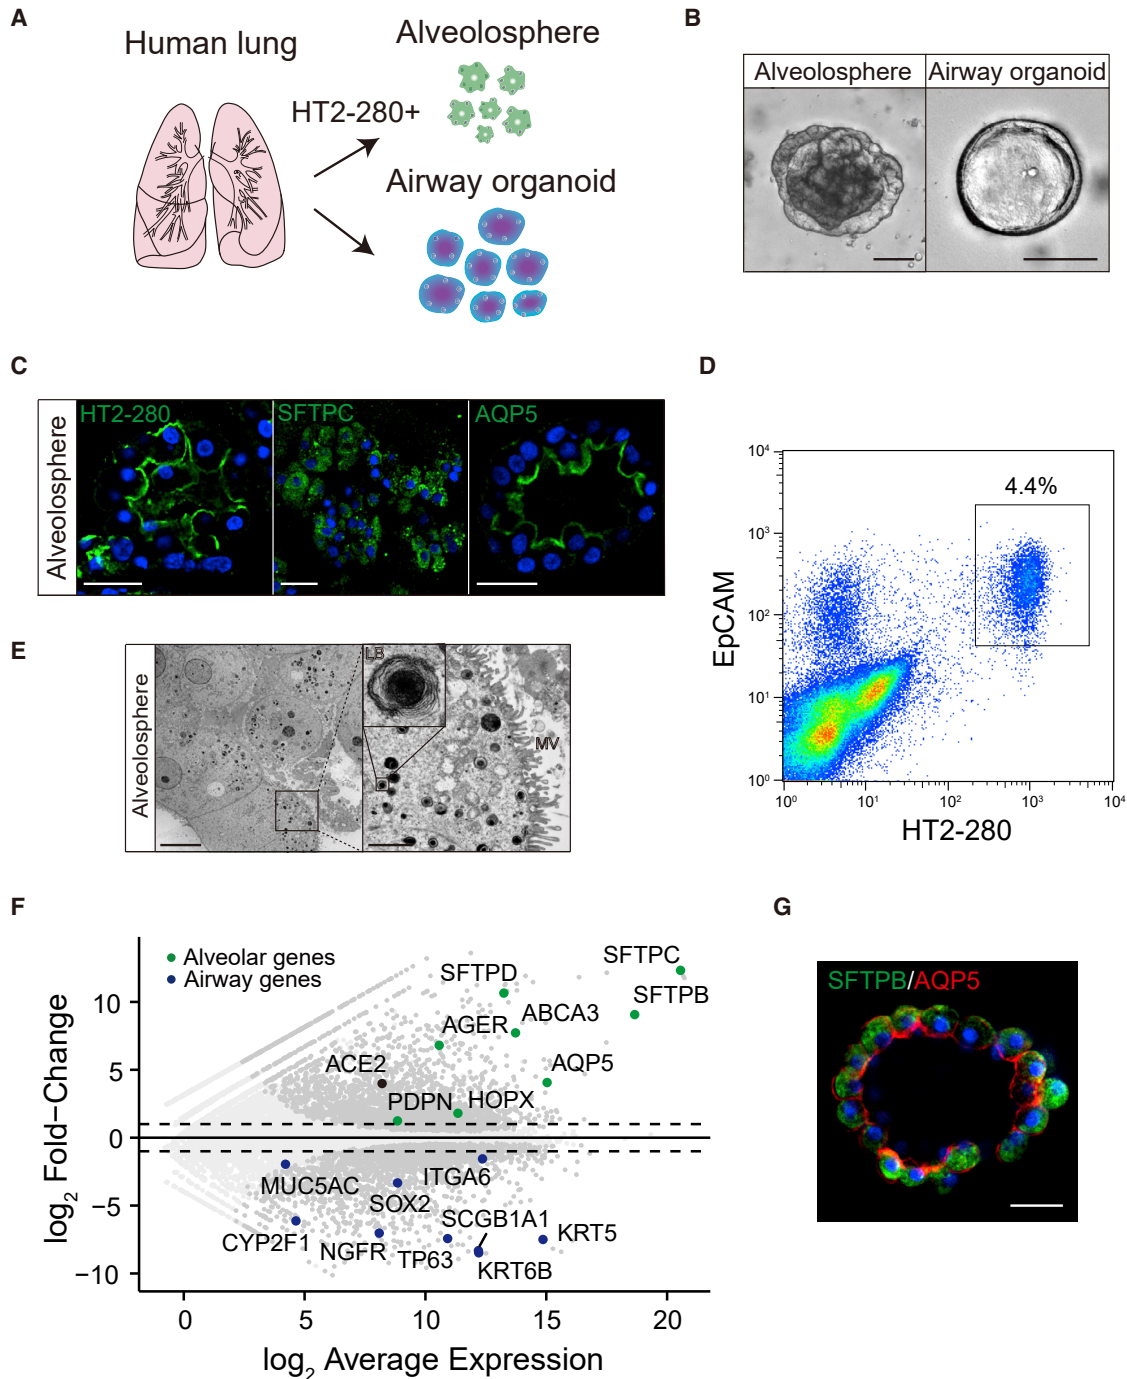 A
Human lung
Alveolosphere
HT2-280+
Airway organoid
B
Alveolosphere
Airway organoid
C
Alveolosphere
HT2-280
SFTPC
AQP5
D
4.4%
10⁴
10³
10²
10¹
10⁰
EpCAM
10⁰ 10¹ 10² 10³ 10⁴
HT2-280
E
Alveolosphere
LB
MV
F
Alveolar genes
Airway genes
SFTPC
SFTPD
SFTPB
ABCA3
AGER
AQP5
ACE2
PDPN
HOPX
MUC5AC
ITGA6
SOX2
SCGB1A1
KRT5
CYP2F1
NGFR
TP63
KRT6B
10
5
0
−5
−10
log₂ Fold−Change
0 5 10 15 20
log₂ Average Expression
G
SFTPB/AQP5